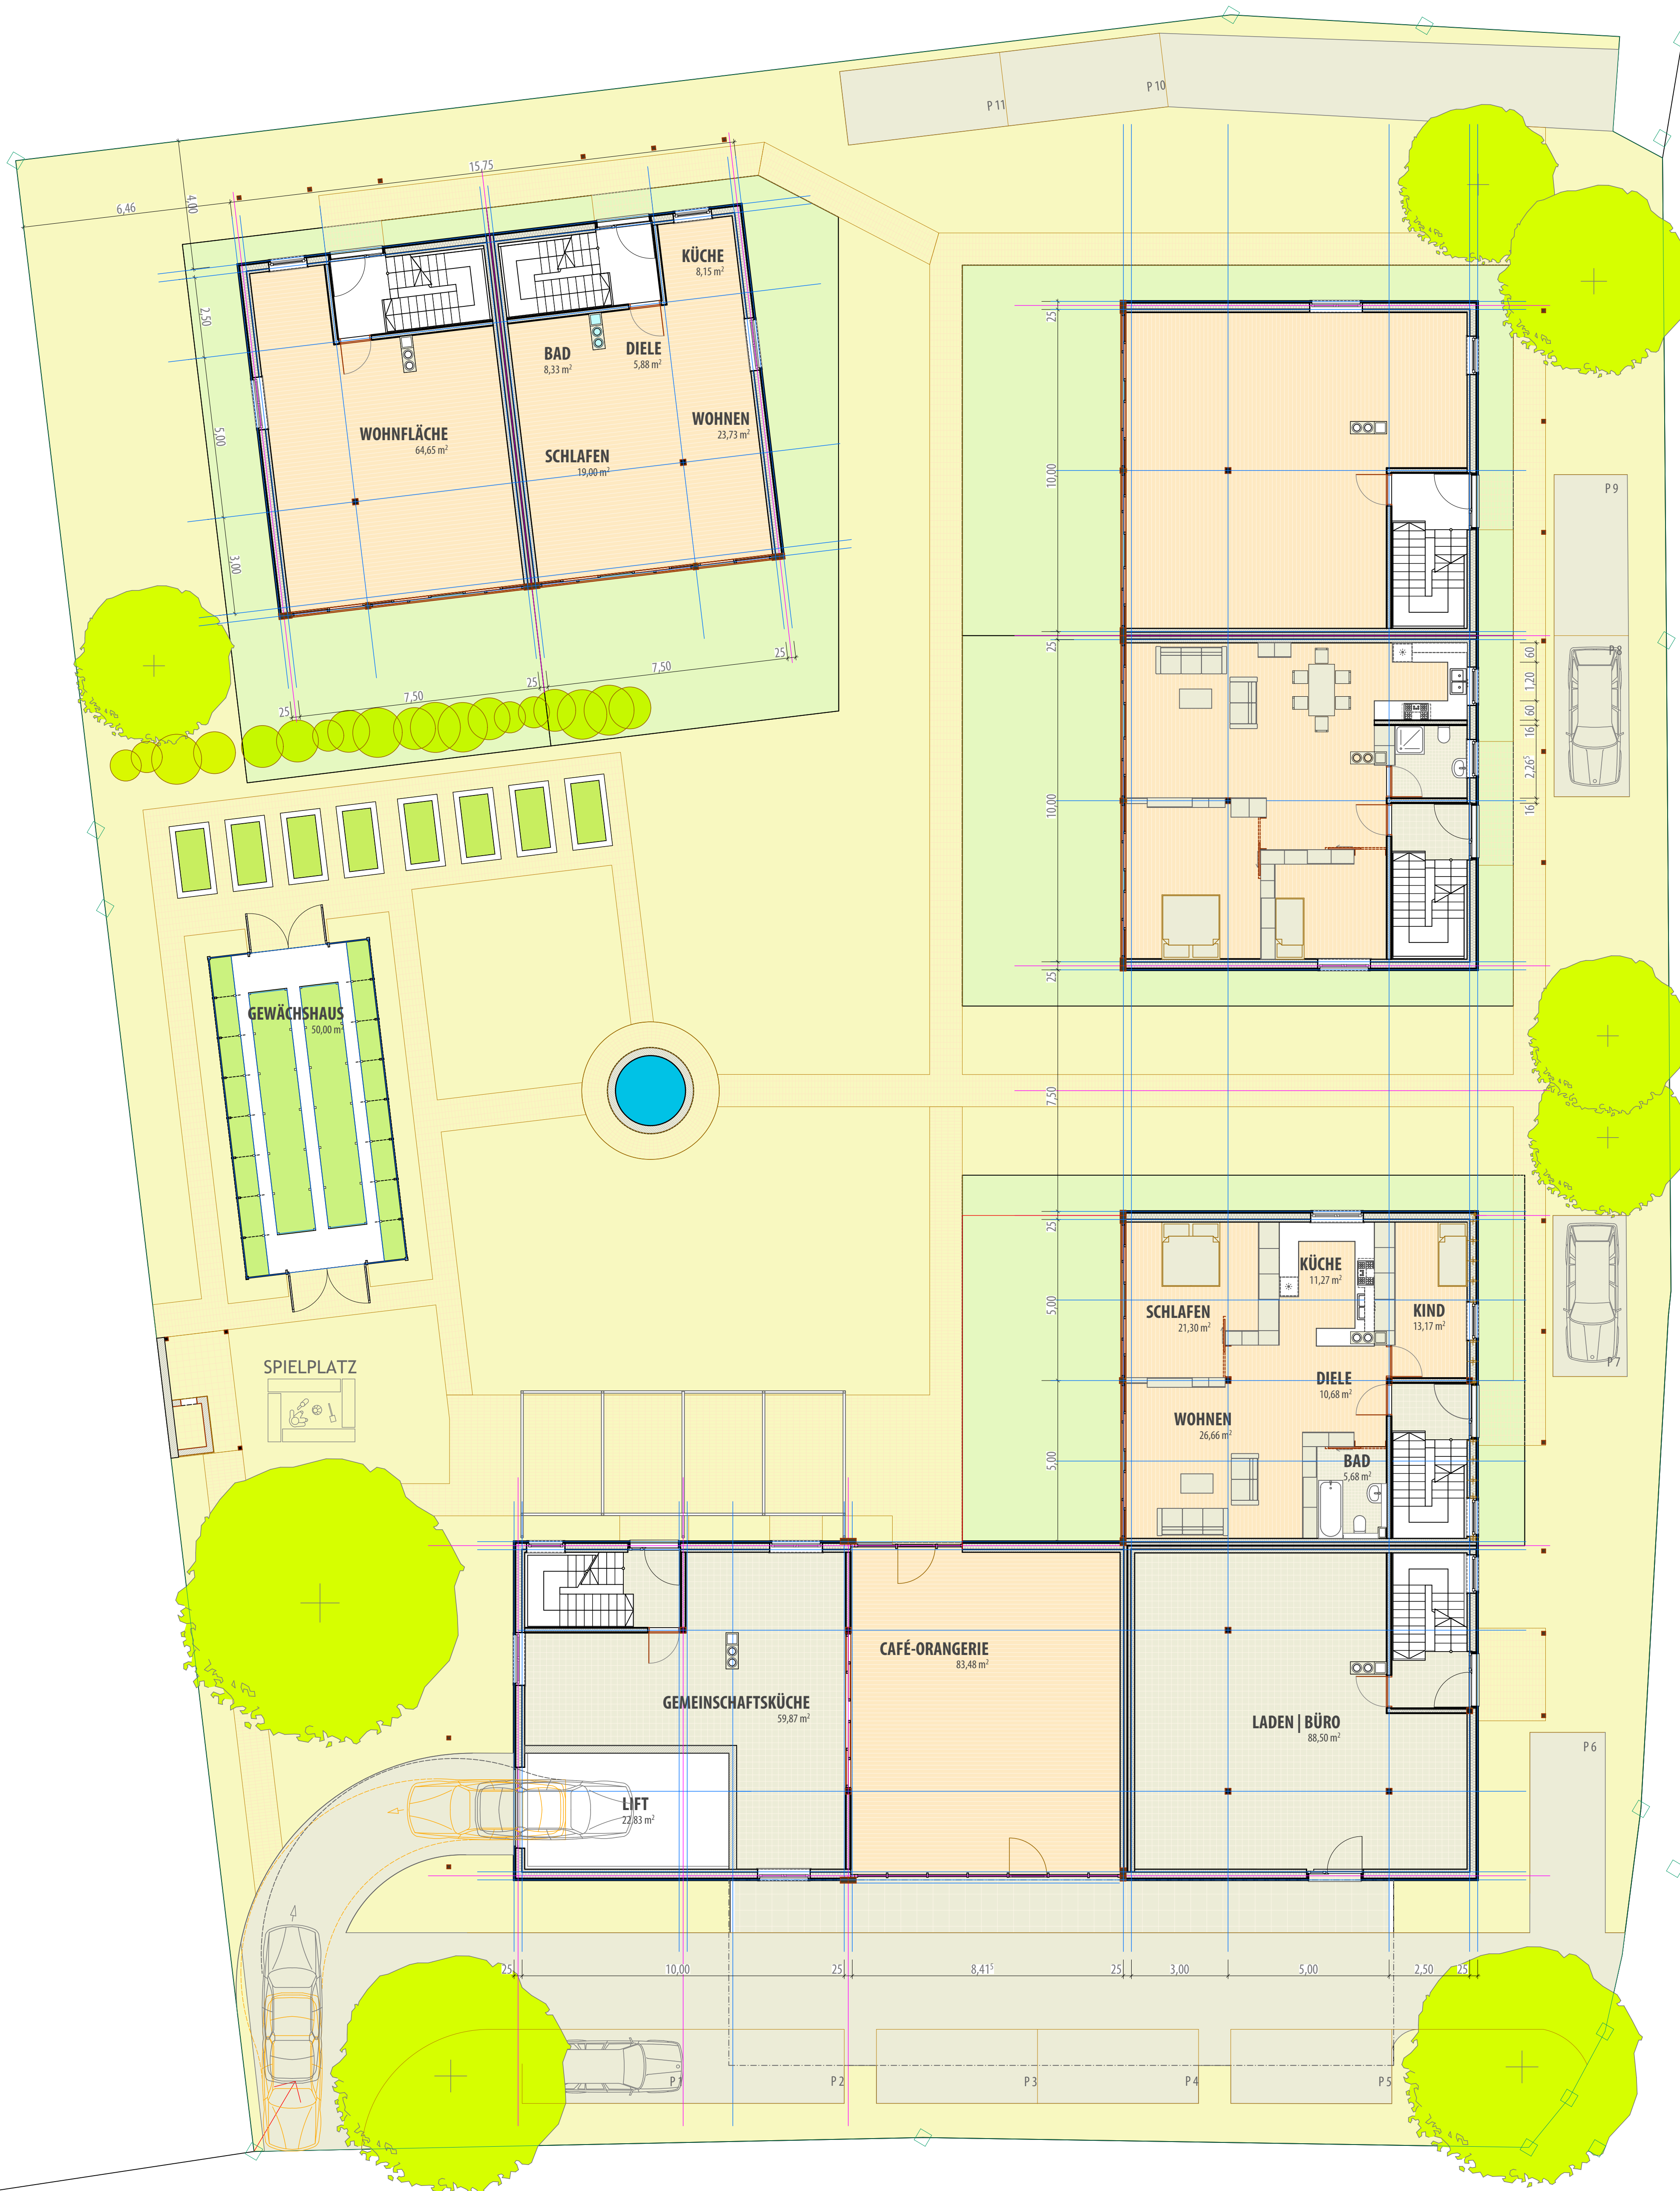 P 11
P 10
15,75
6,46
4,00
KÜCHE
8,15 m²
2,50
25
BAD
8,33 m²
DIELE
5,88 m²
WOHNEN
23,73 m²
WOHNFLÄCHE
64,65 m²
SCHLAFEN
19,00 m²
5,00
10,00
P 9
3,00
25
7,50
25
7,50
25
25
60
1,20
60
16
2,26⁵
16
P 8
10,00
25
GEWÄCHSHAUS
50,00 m²
7,50
25
KÜCHE
11,27 m²
SCHLAFEN
21,30 m²
KIND
13,17 m²
5,00
P 7
SPIELPLATZ
DIELE
10,68 m²
WOHNEN
26,66 m²
BAD
5,68 m²
5,00
CAFÉ-ORANGERIE
83,48 m²
GEMEINSCHAFTSKÜCHE
59,87 m²
LADEN | BÜRO
88,50 m²
P 6
LIFT
22,83 m²
25
10,00
25
8,41⁵
25
3,00
5,00
2,50
25
P 1
P 2
P 3
P 4
P 5